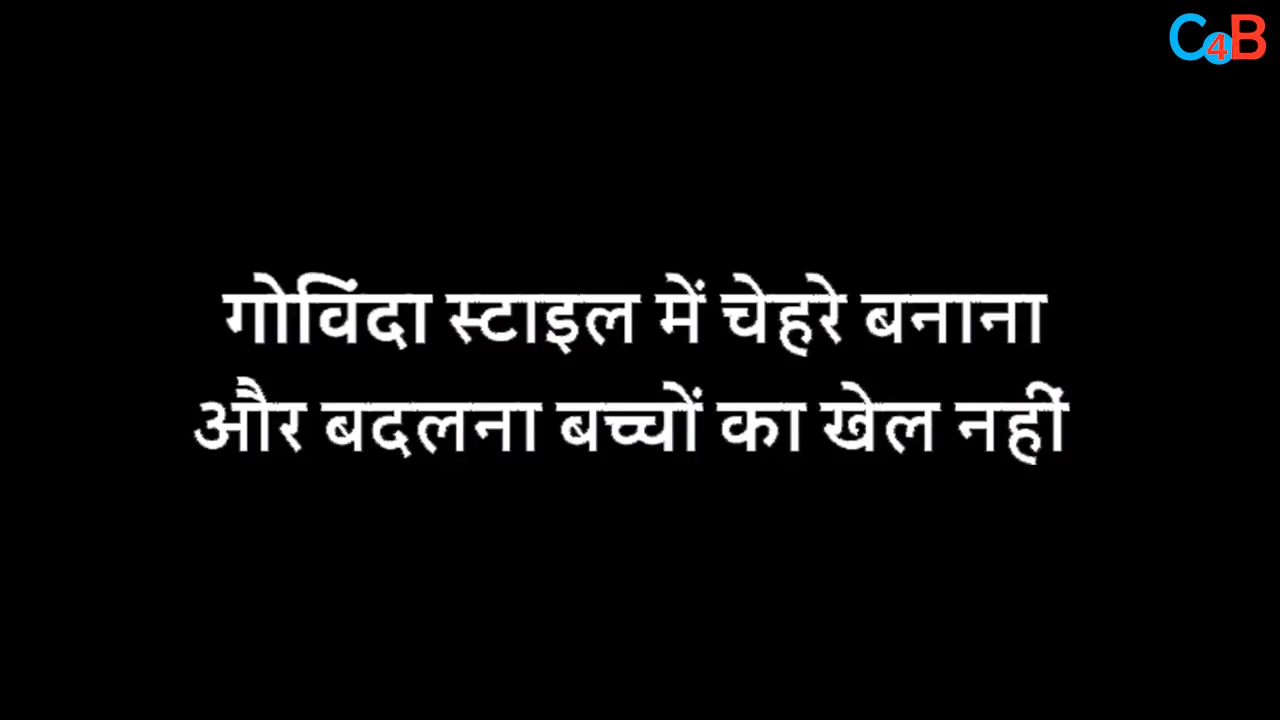 C4B
गोविंदा स्टाइल में चेहरे बनाना
और बदलना बच्चों का खेल नहीं